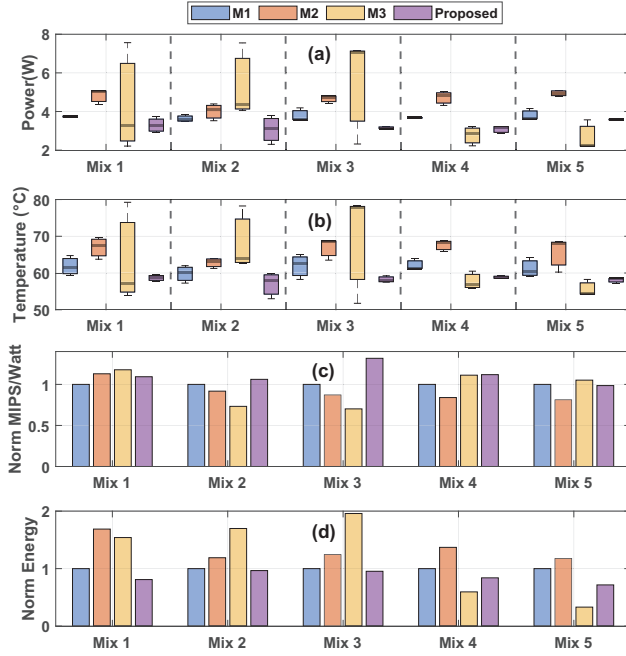 M1 M2 M3 Proposed
(a)
Power(W)
8
6
4
2
Mix 1 Mix 2 Mix 3 Mix 4 Mix 5
(b)
Temperature (°C)
80
70
60
50
Mix 1 Mix 2 Mix 3 Mix 4 Mix 5
(c)
Norm MIPS/Watt
1
0.5
0
Mix 1 Mix 2 Mix 3 Mix 4 Mix 5
(d)
Norm Energy
2
1
0
Mix 1 Mix 2 Mix 3 Mix 4 Mix 5